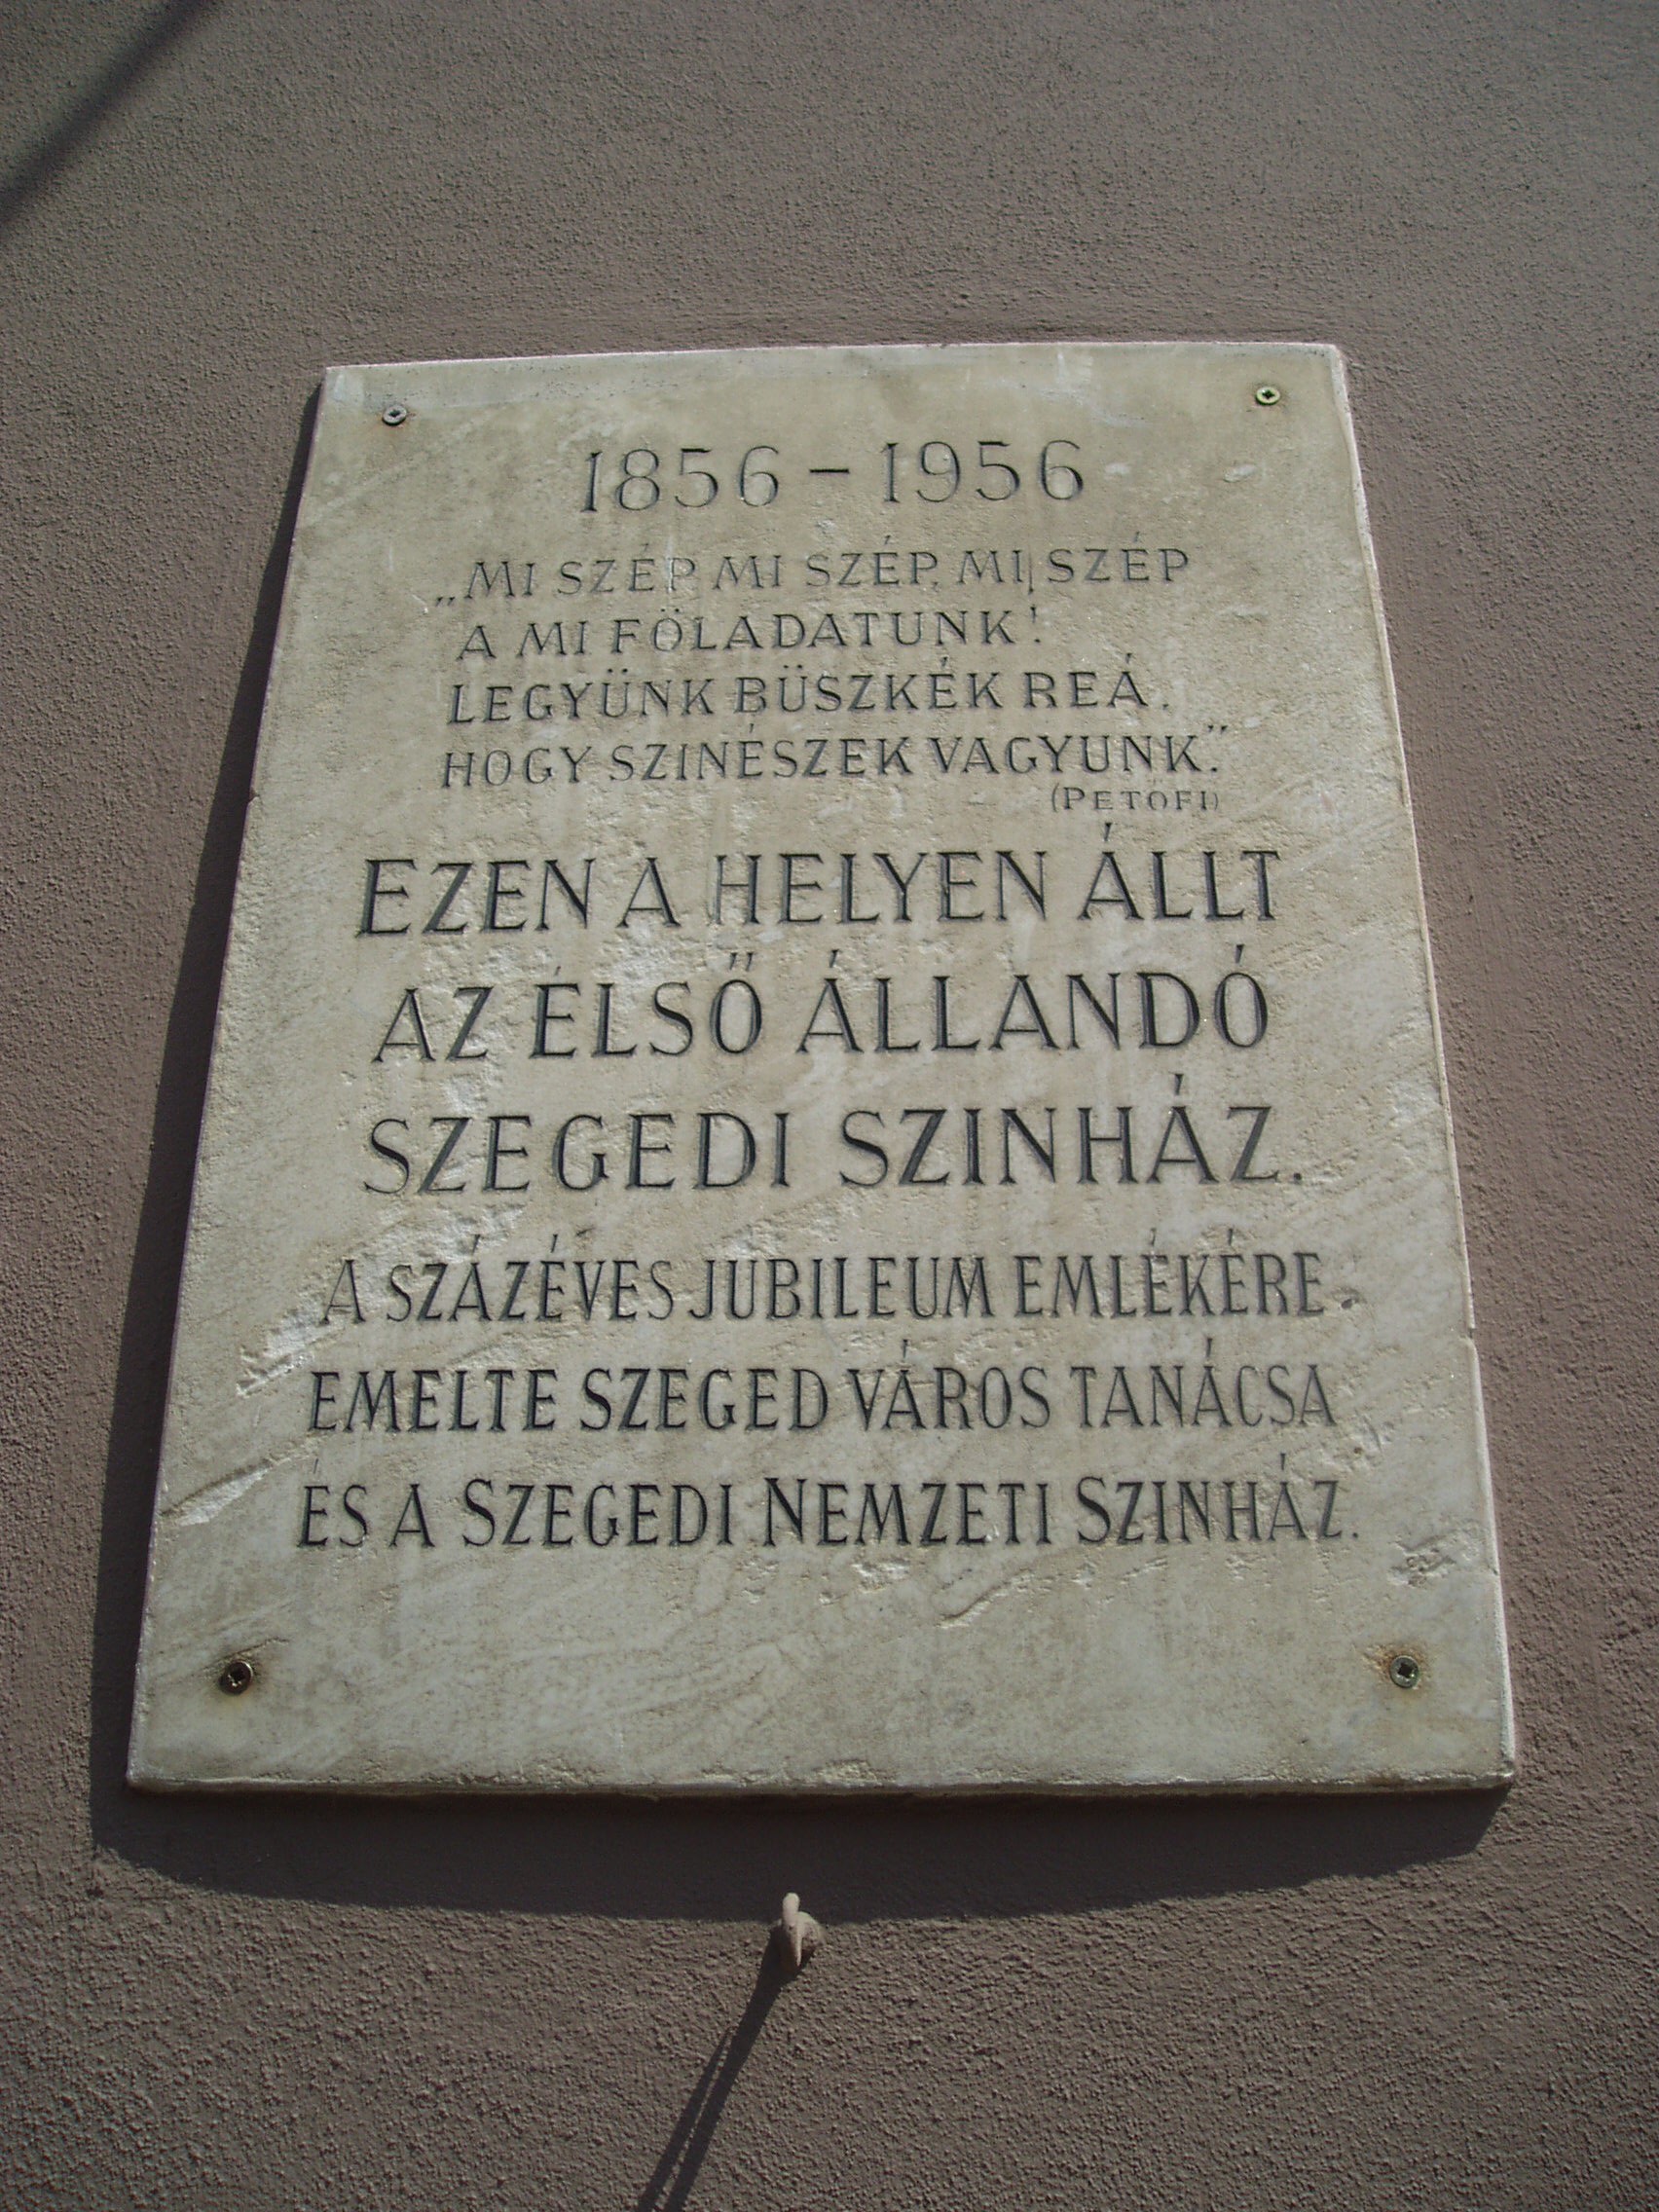 1856 – 1956
„MI SZÉP, MI SZÉP, MI SZÉP
A MI FÖLADATUNK!
LEGYÜNK BÜSZKÉK REÁ,
HOGY SZINÉSZEK VAGYUNK."
(PETŐFI)
EZEN A HELYEN ÁLLT
AZ ELSŐ ÁLLANDÓ
SZEGEDI SZINHÁZ.
A SZÁZÉVES JUBILEUM EMLÉKÉRE
EMELTE SZEGED VÁROS TANÁCSA
ÉS A SZEGEDI NEMZETI SZINHÁZ.